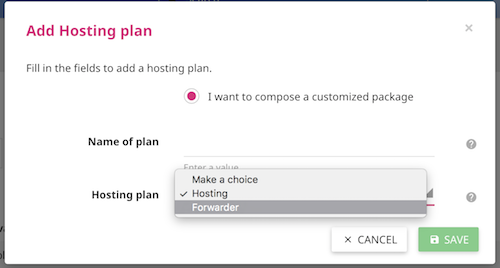 Add Hosting plan
×
Fill in the fields to add a hosting plan.
I want to compose a customized package
Name of plan
?
Enter a value
Make a choice
Hosting plan
✓ Hosting
?
Forwarder
× CANCEL
SAVE